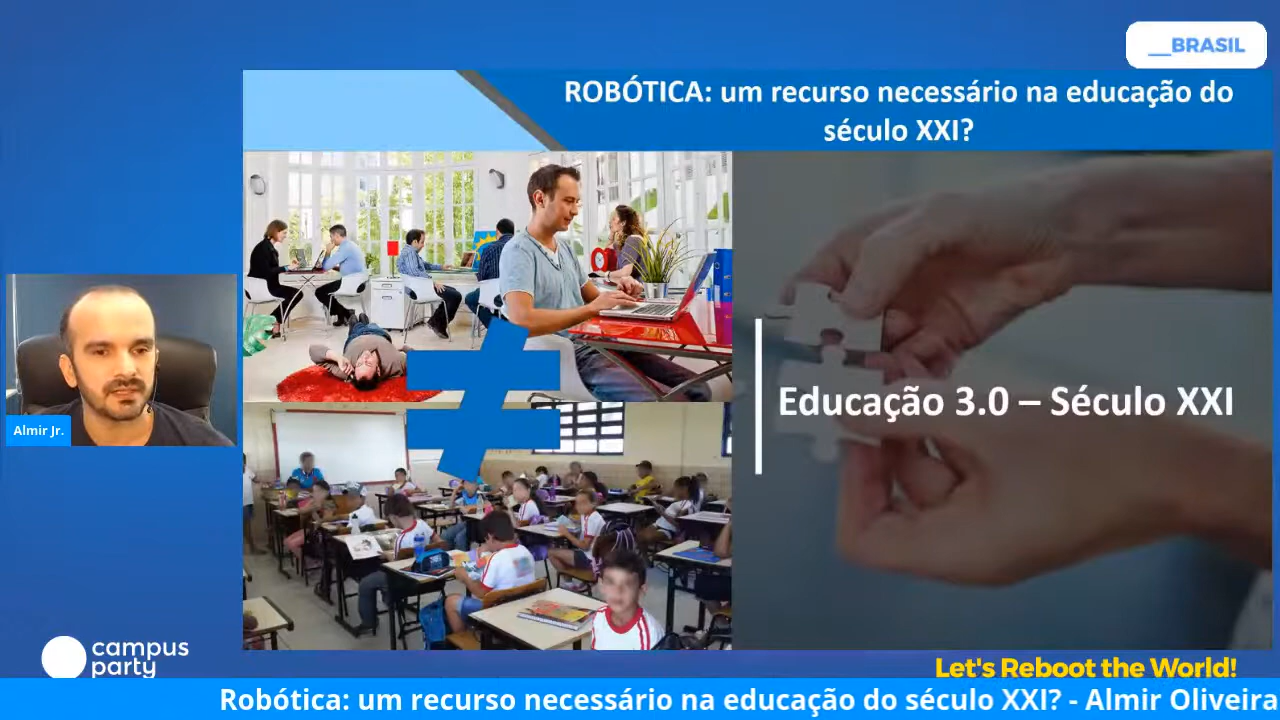 __BRASIL
ROBÓTICA: um recurso necessário na educação do
século XXI?
Educação 3.0 – Século XXI
Almir Jr.
campus
party
Let's Reboot the World!
Robótica: um recurso necessário na educação do século XXI? - Almir Oliveira